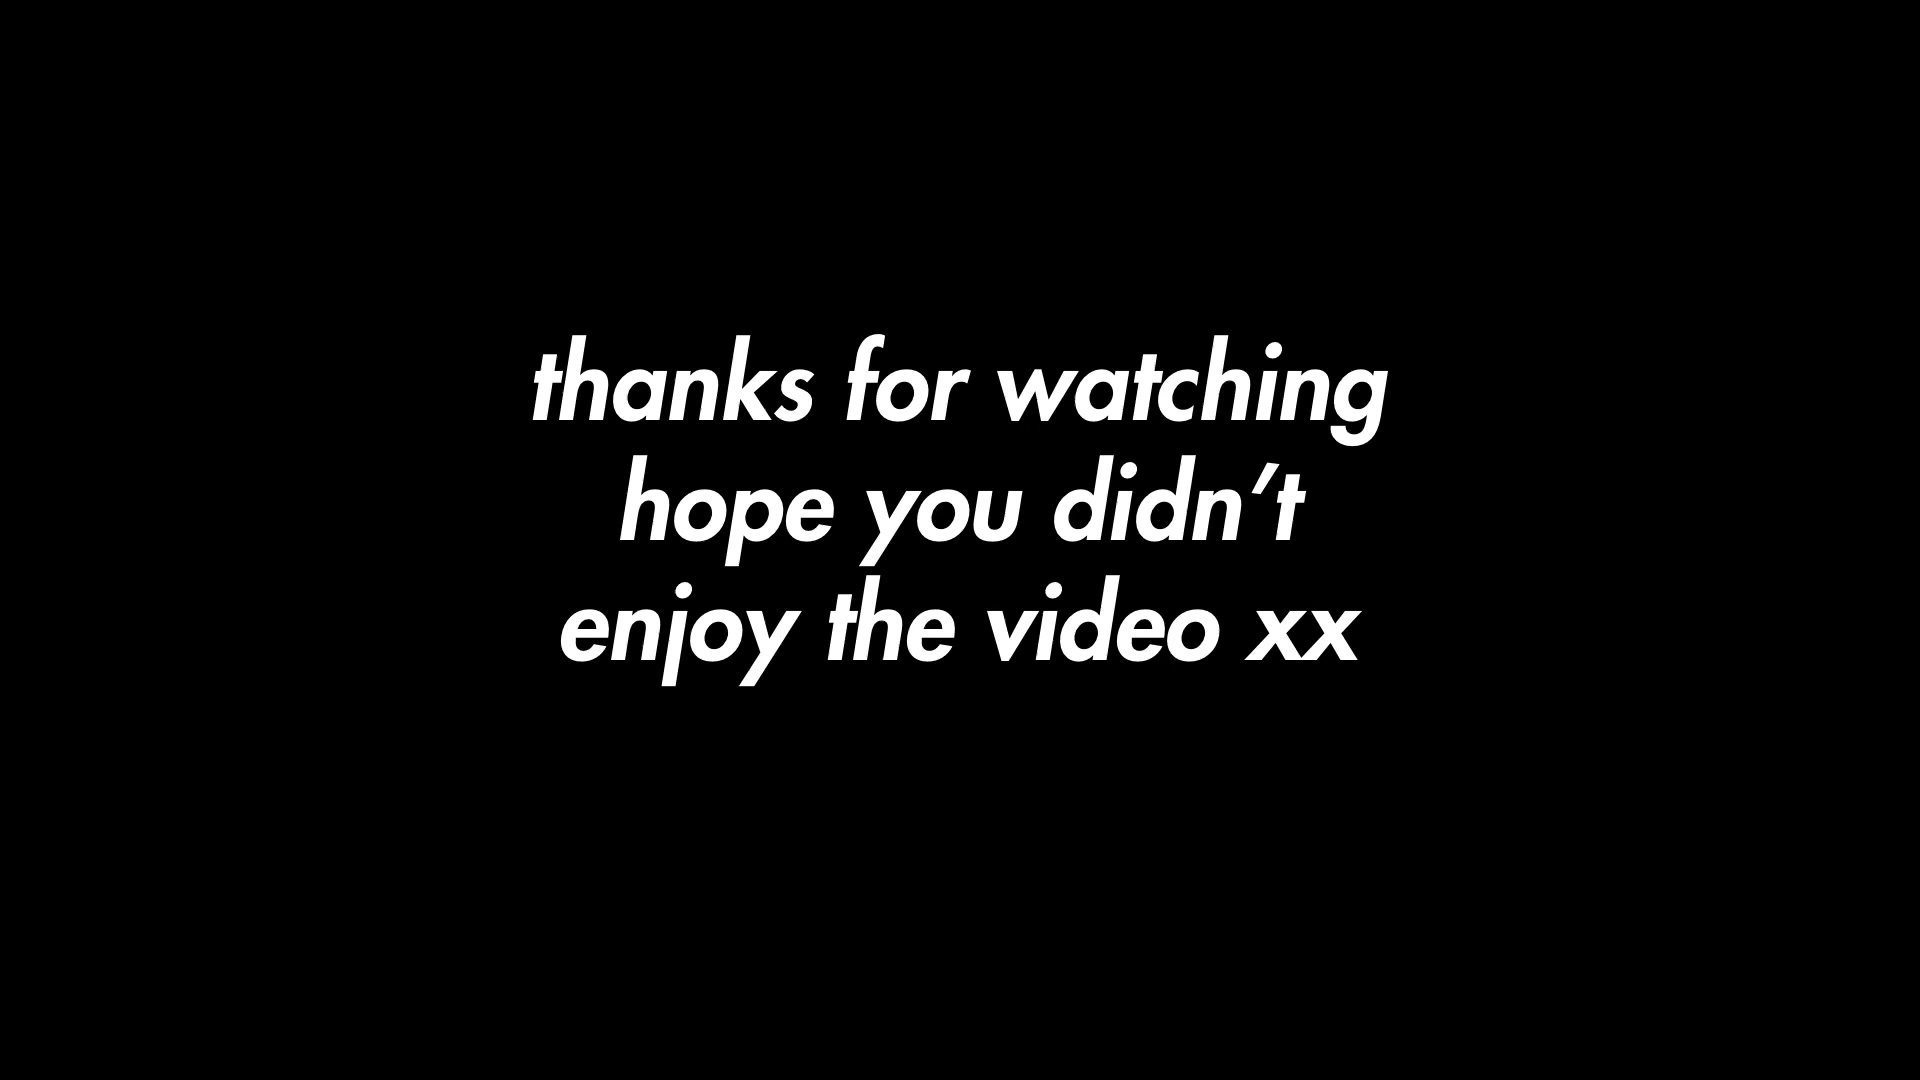 thanks for watching
hope you didn’t
enjoy the video xx